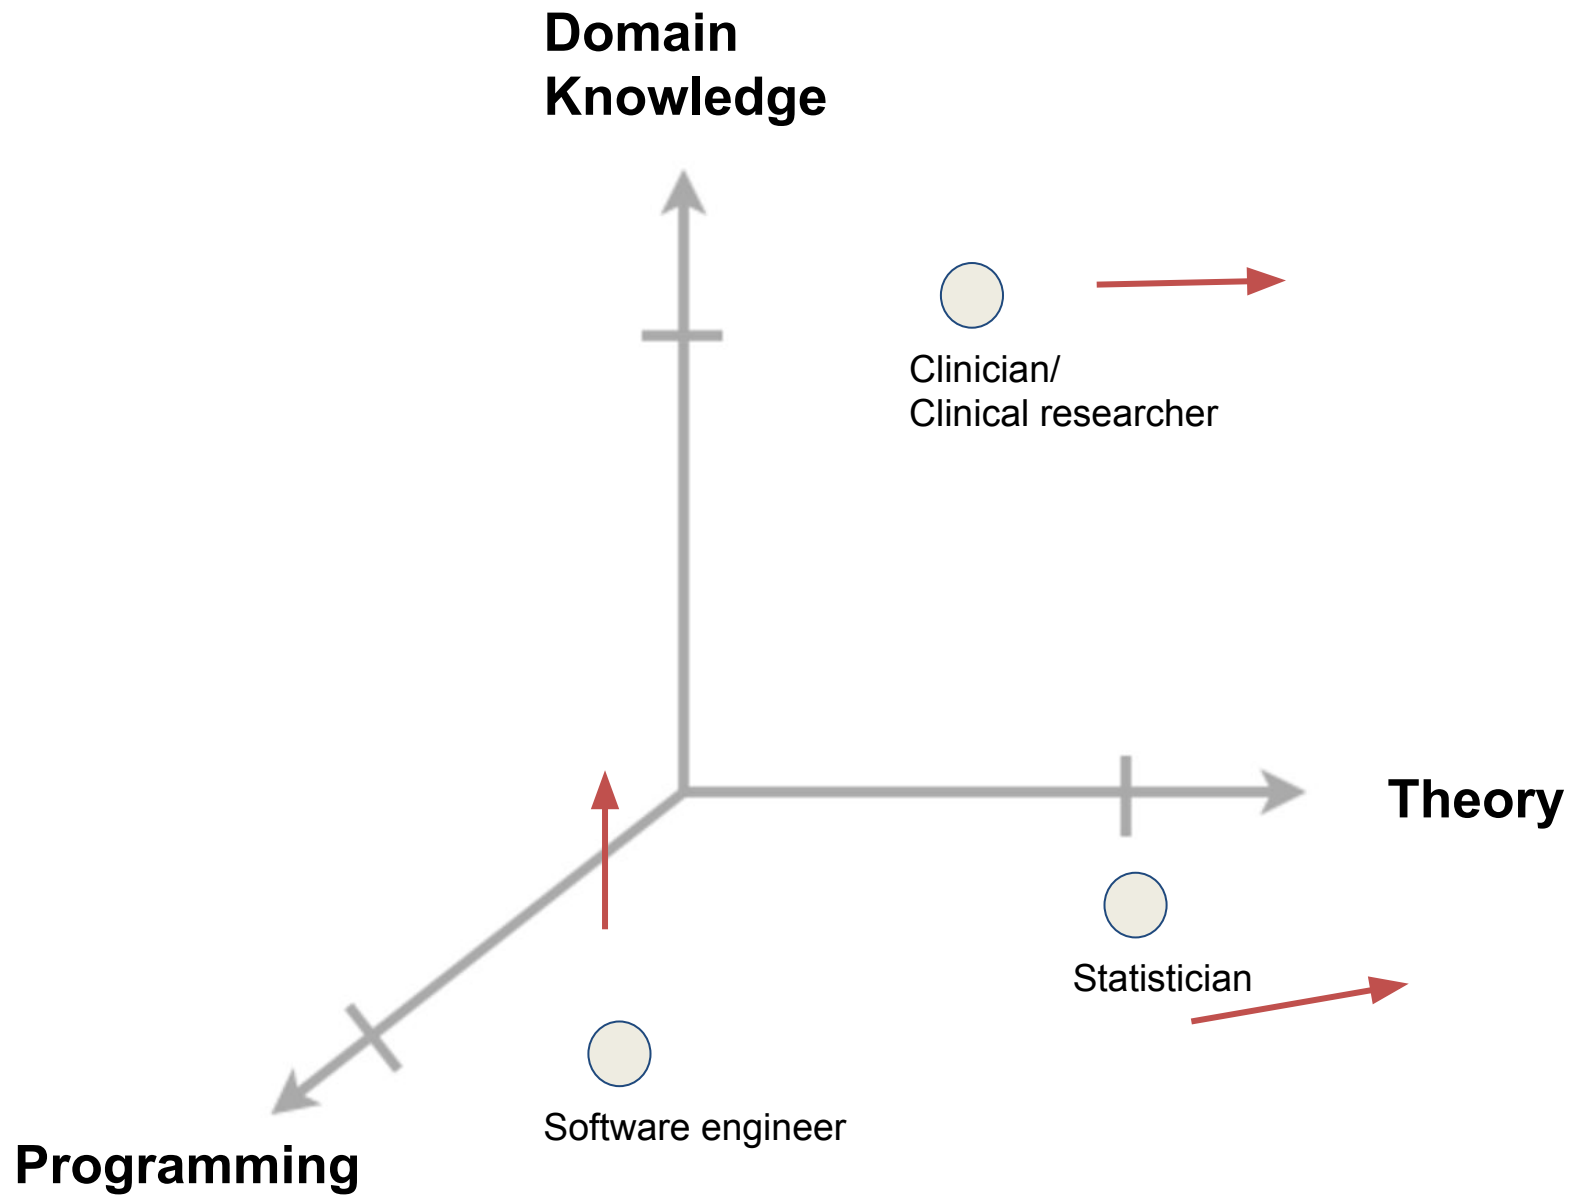 Domain
Knowledge
Clinician/
Clinical researcher
Theory
Statistician
Software engineer
Programming